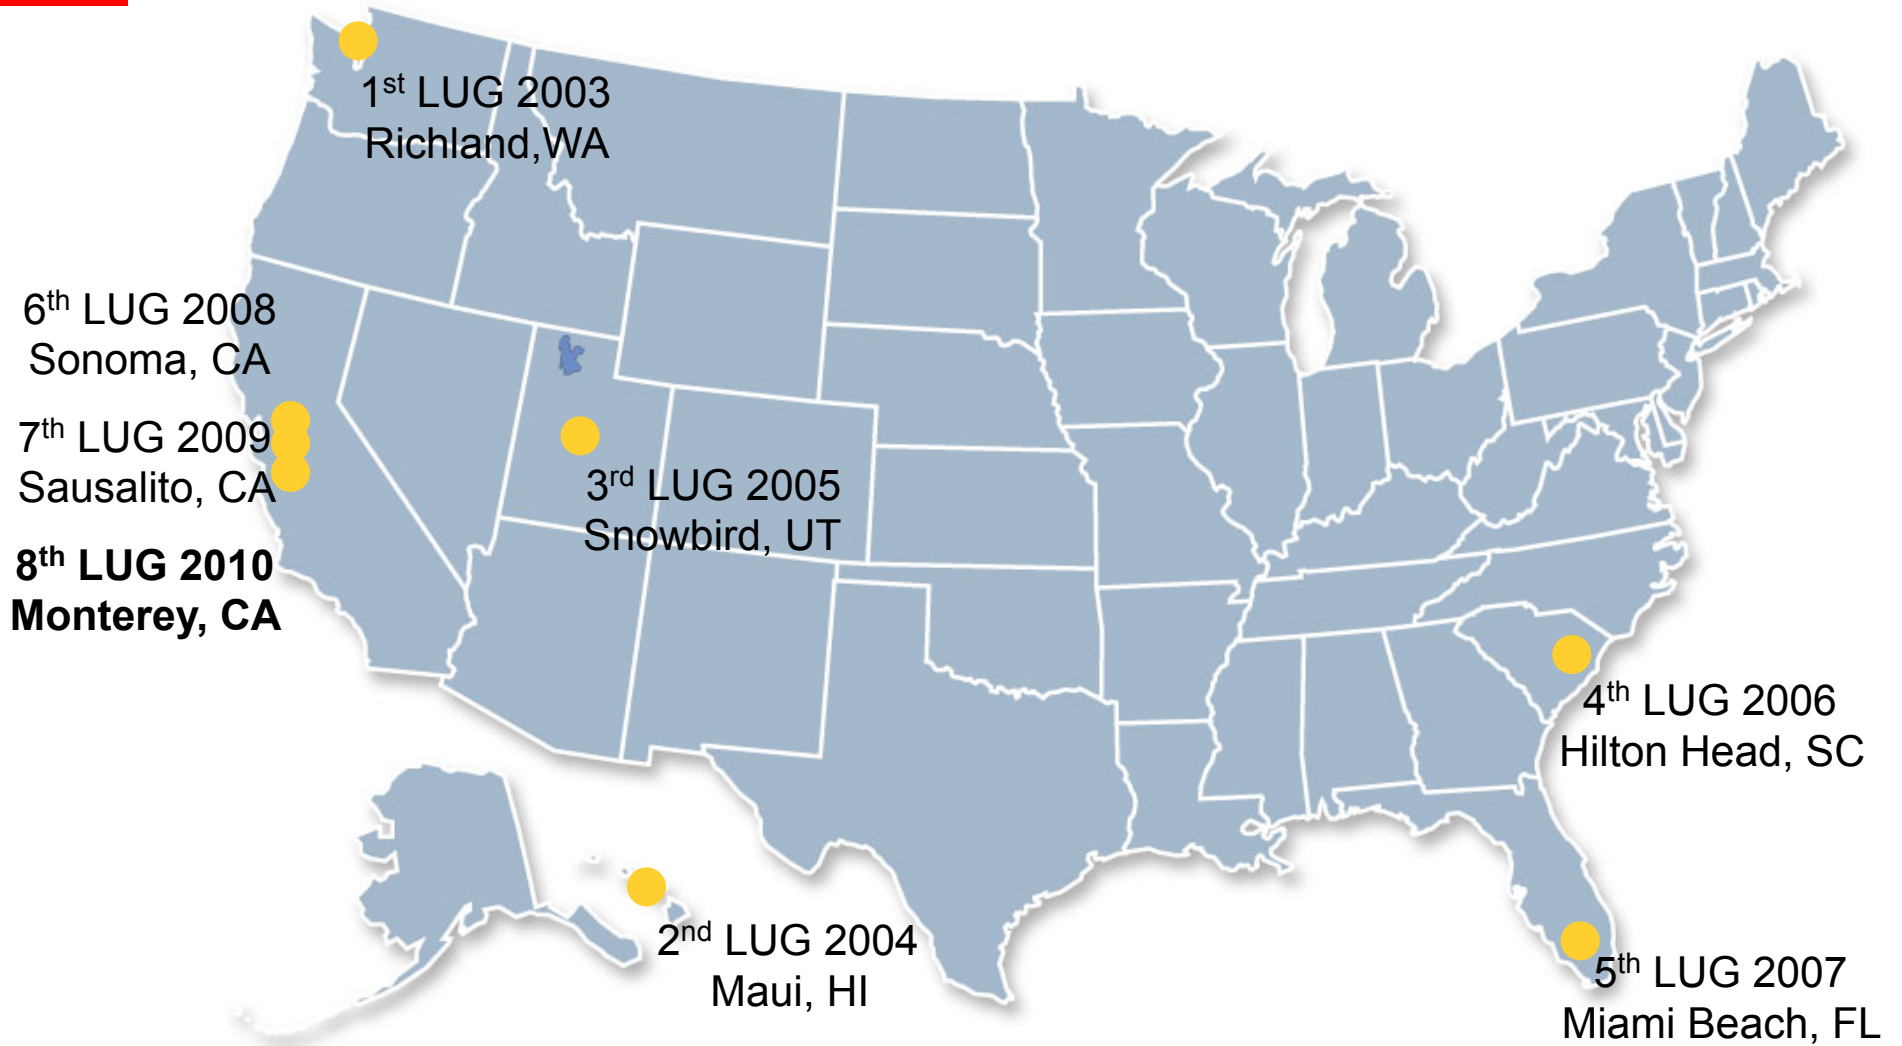 1st LUG 2003
Richland,WA
6th LUG 2008
Sonoma, CA
7th LUG 2009
Sausalito, CA
8th LUG 2010
Monterey, CA
3rd LUG 2005
Snowbird, UT
4th LUG 2006
Hilton Head, SC
2nd LUG 2004
Maui, HI
5th LUG 2007
Miami Beach, FL